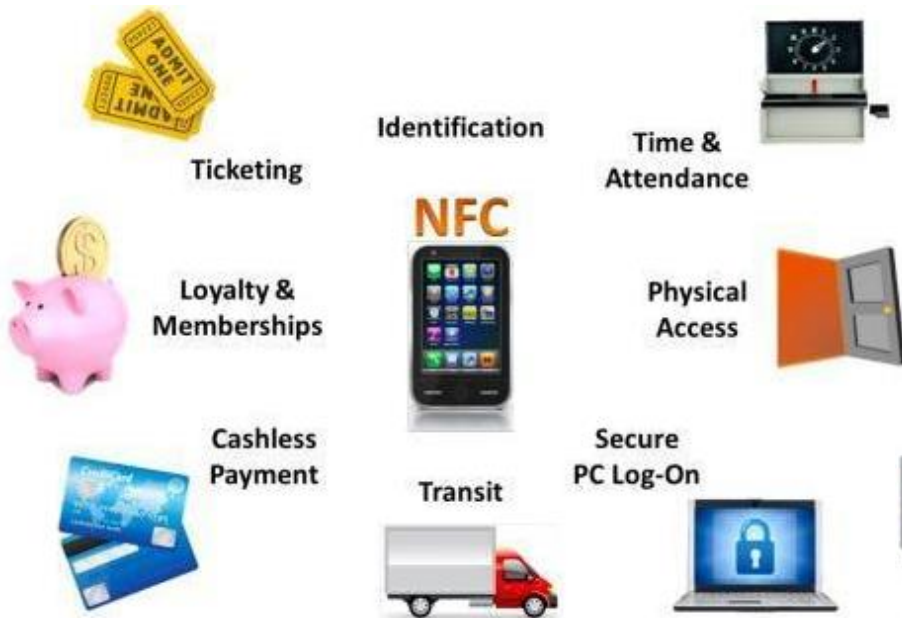 ADMIT
ONE
ADMIT
ONE
Identification
Time &
Attendance
Ticketing
NFC
Loyalty &
Memberships
Physical
Access
Cashless
Payment
Secure
PC Log-On
Transit
CreditCard